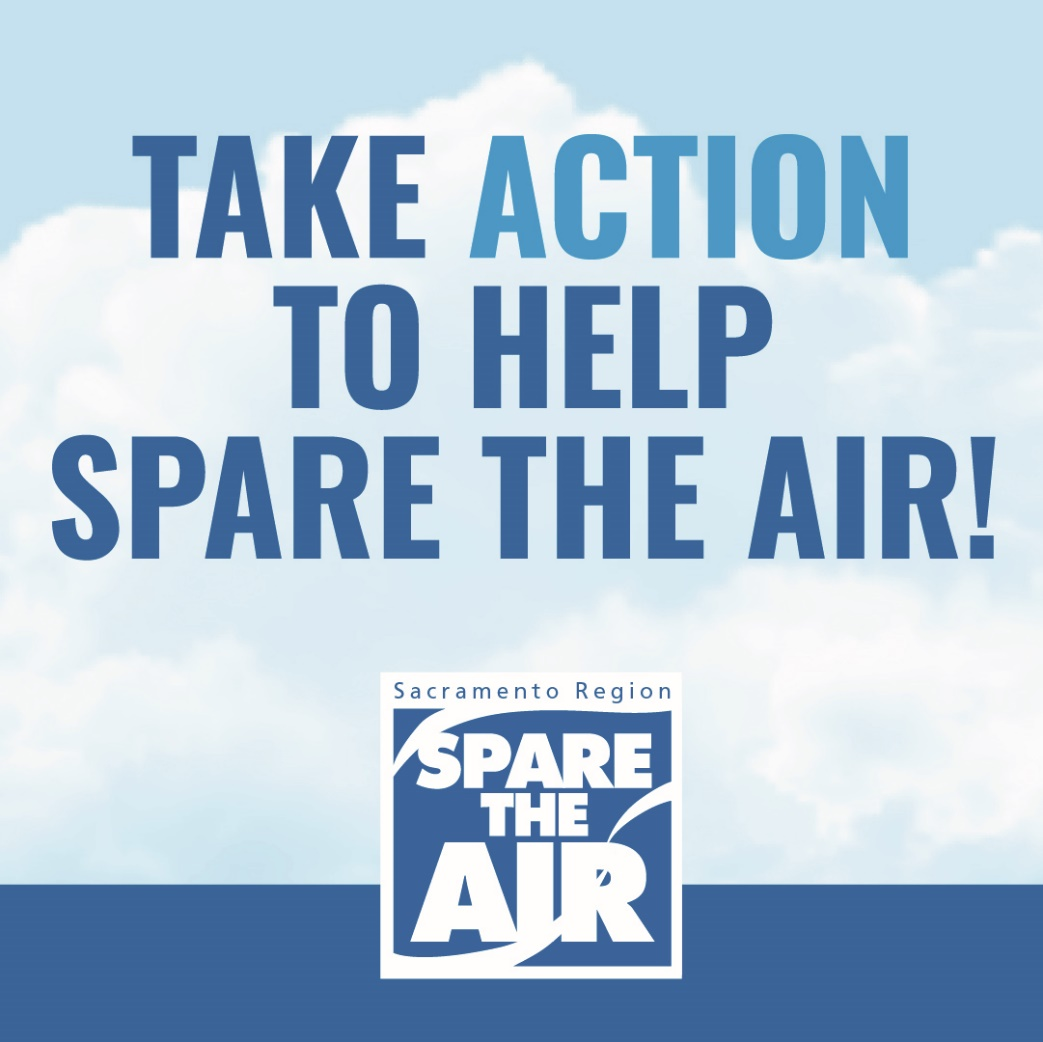 TAKE ACTION
TO HELP
SPARE THE AIR!
Sacramento Region
SPARE
THE
AIR